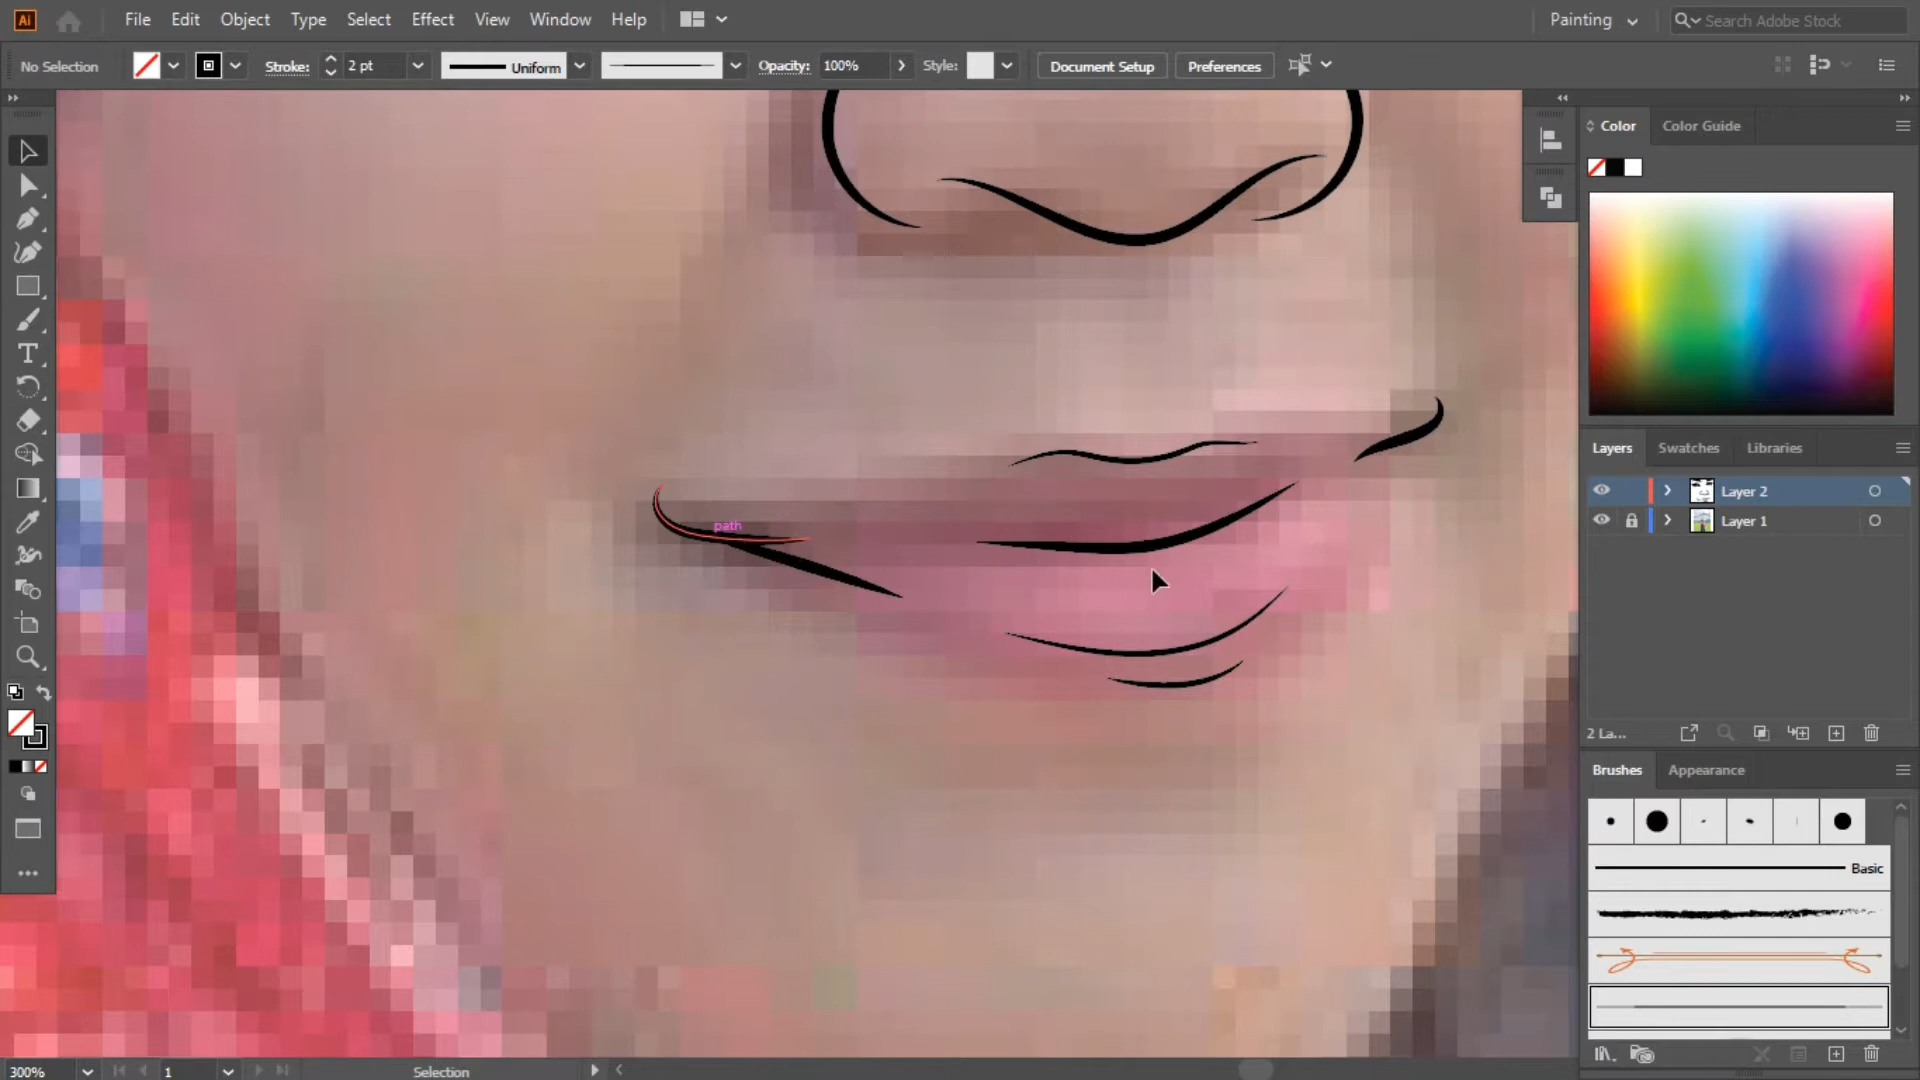 Ai File Edit Object Type Select Effect View Window Help Painting Search Adobe Stock
No Selection Stroke: 2 pt Uniform Opacity: 100% Style: Document Setup Preferences
Color Color Guide
Layers Swatches Libraries
Layer 2
Layer 1
path
2 La...
Brushes Appearance
Basic
300% 1 Selection